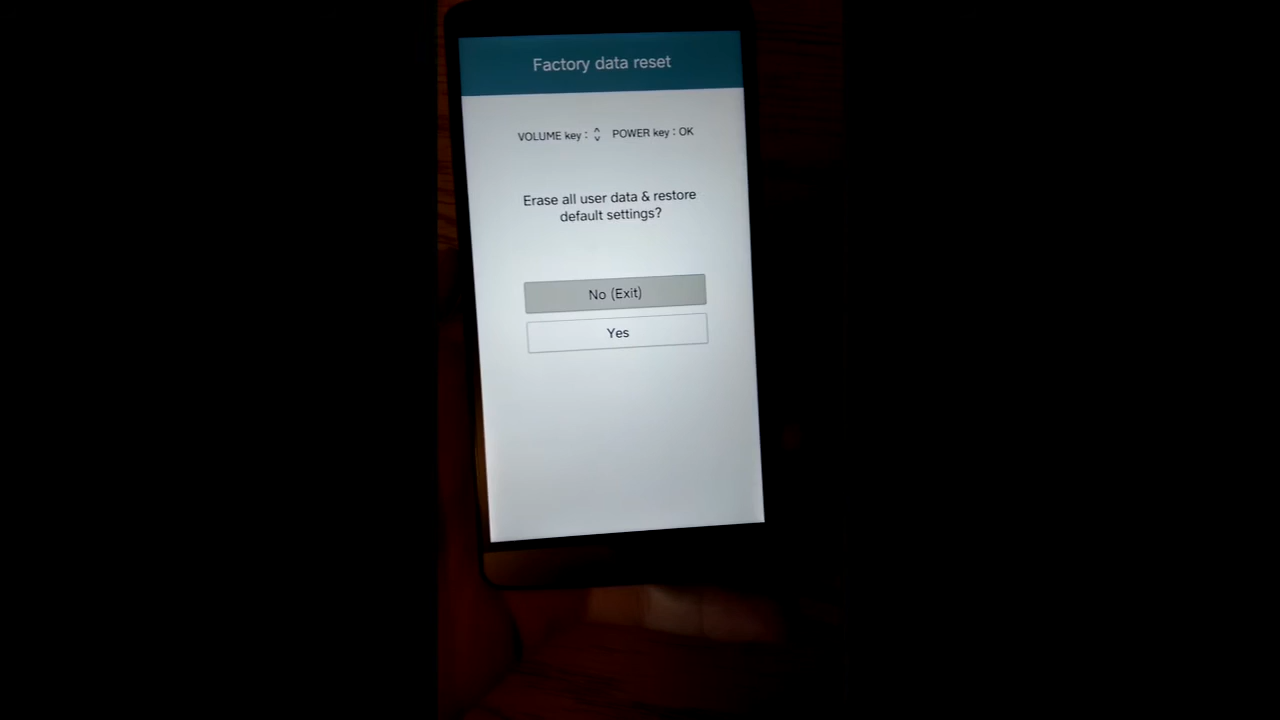 Factory data reset
VOLUME key : ︿﹀ POWER key : OK
Erase all user data & restore
default settings?
No (Exit)
Yes